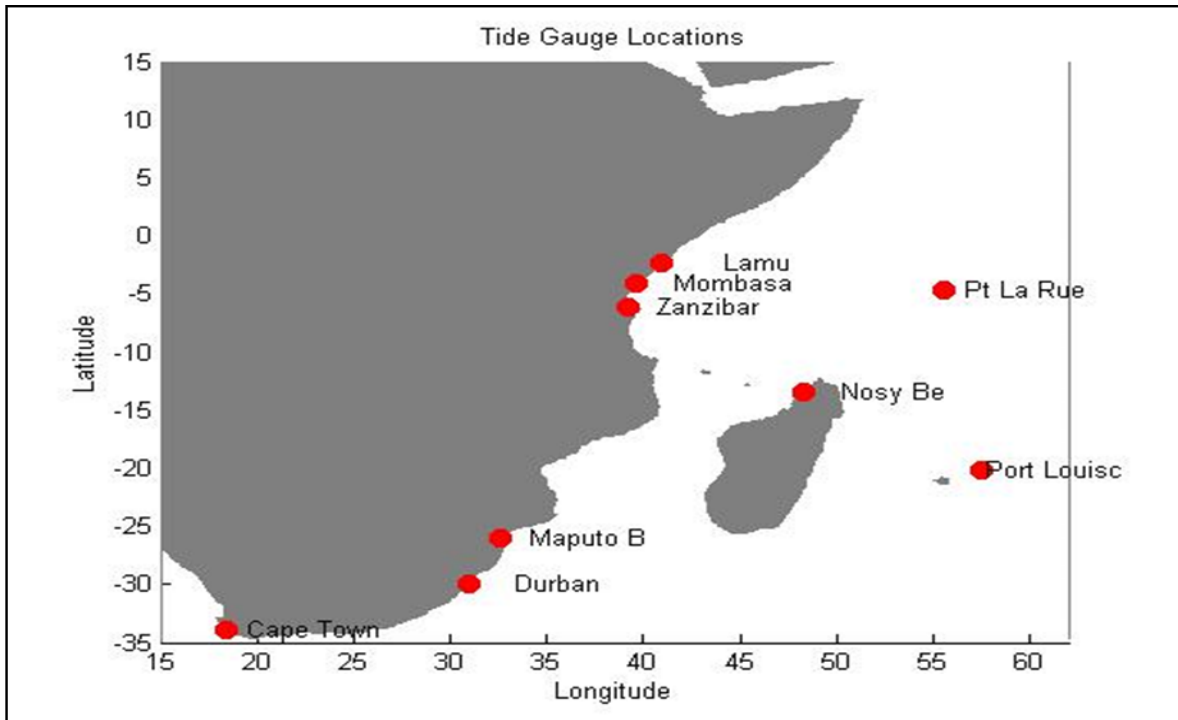 Tide Gauge Locations
15
10
5
0
-5
-10
-15
-20
-25
-30
-35
Latitude
Lamu
Mombasa
Zanzibar
Pt La Rue
Nosy Be
Port Louisc
Maputo B
Durban
Cape Town
15 20 25 30 35 40 45 50 55 60
Longitude